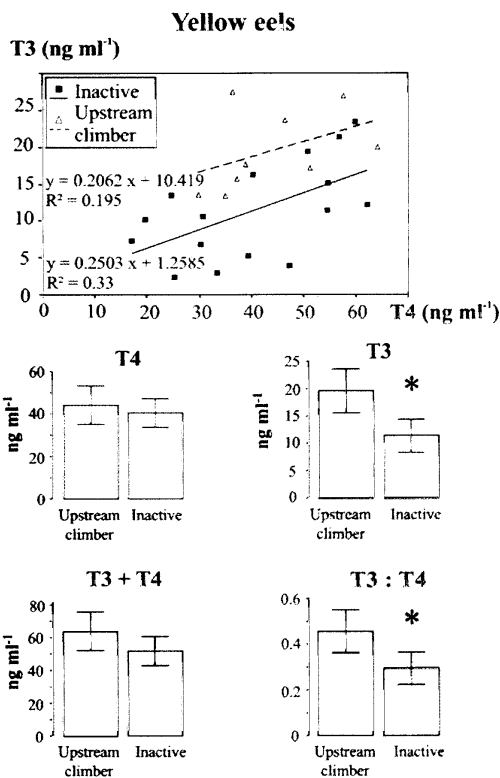 Yellow eels
T3 (ng ml⁻¹)
25
20
15
10
5
0
Inactive
Upstream
climber
y = 0.2062 x + 10.419
R² = 0.195
y = 0.2503 x + 1.2585
R² = 0.33
0 10 20 30 40 50 60 T4 (ng ml⁻¹)
T4
ng ml⁻¹
60
40
20
0
Upstream
climber
Inactive
T3
*
ng ml⁻¹
25
20
15
10
5
0
Upstream
climber
Inactive
T3 + T4
ng ml⁻¹
80
60
40
20
0
Upstream
climber
Inactive
T3 : T4
*
0.6
0.4
0.2
0
Upstream
climber
Inactive